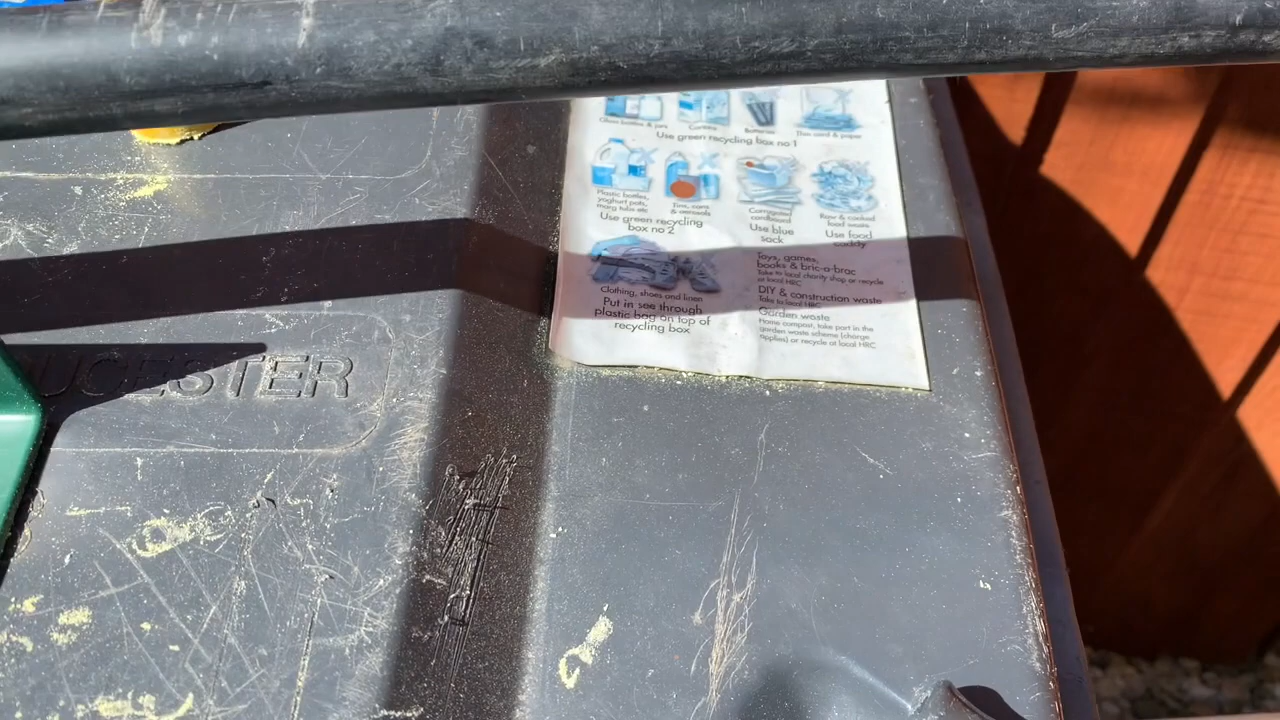 Glass bottles & jars
Cartons
Batteries
Thin card & paper
Use green recycling box no 1
Plastic bottles,
yoghurt pots,
marg tubs etc
Tins, cans
& aerosols
Corrugated
cardboard
Raw & cooked
food waste
Use green recycling
box no 2
Use blue
sack
Use food
caddy
Clothing, shoes and linen
Put in see through
plastic bag on top of
recycling box
Toys, games,
books & bric-a-brac
Take to local charity shop or recycle
at local HRC
DIY & construction waste
Take to local HRC
Garden waste
Home compost, take part in the
garden waste scheme (charge
applies) or recycle at local HRC
UCESTER